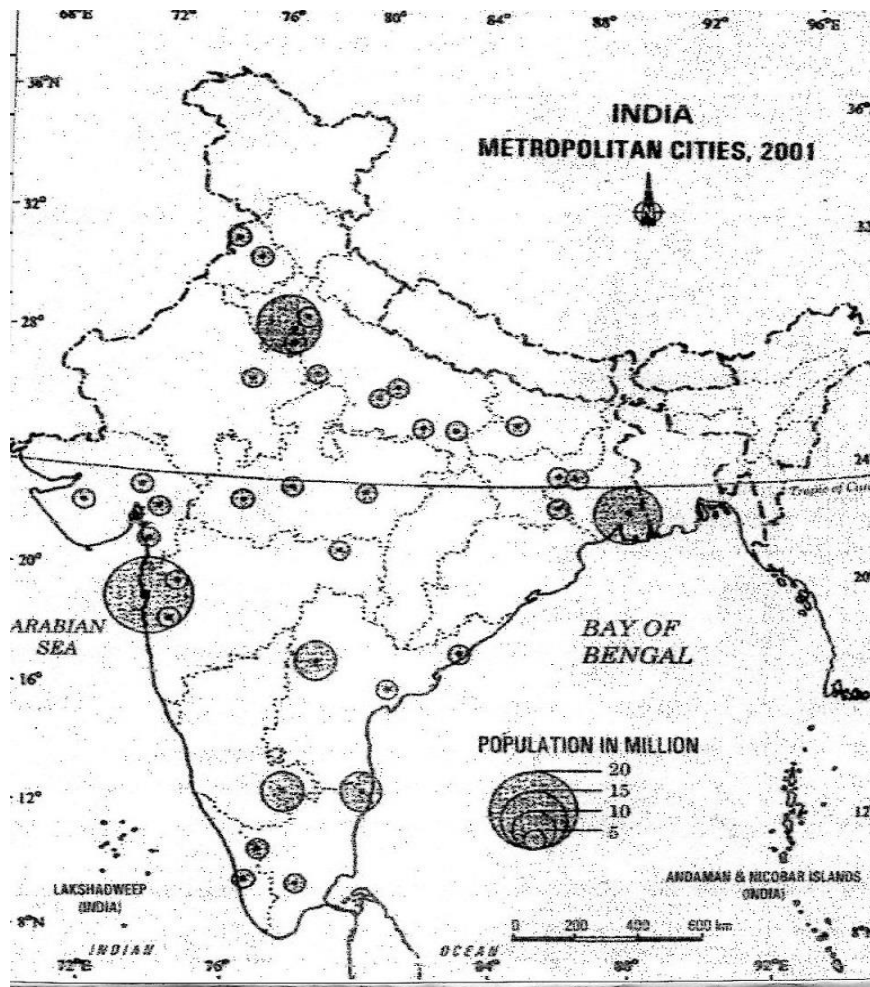 68°E 72° 76° 80° 84° 88° 92° 96°E
36°N
INDIA
METROPOLITAN CITIES, 2001
N
32°
28°
24°
Tropic of
20° 20°
ARABIAN
SEA
BAY OF
BENGAL
16°
POPULATION IN MILLION
20
15
10
5
12° 12°
LAKSHADWEEP
(INDIA)
ANDAMAN & NICOBAR ISLANDS
(INDIA)
0 200 400 600 km
8°N
INDIAN OCEAN
72°E 76° 84° 88° 92°E